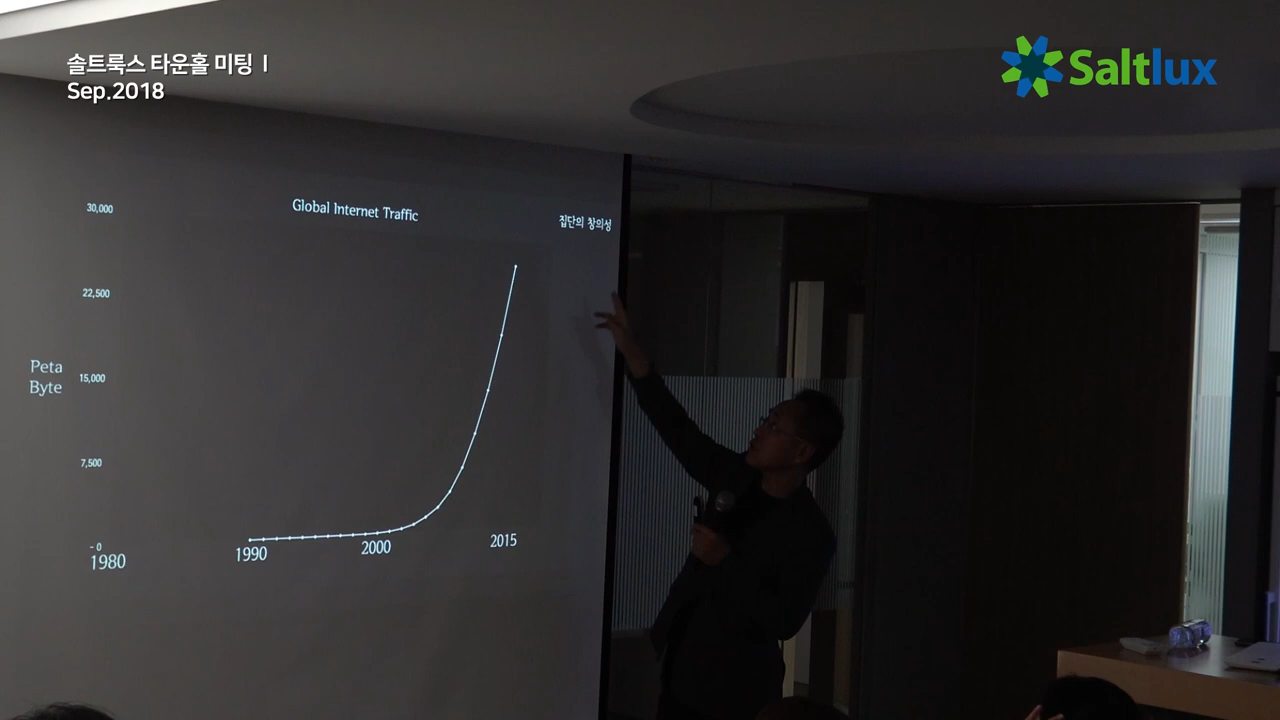 솔트룩스 타운홀 미팅 I
Sep.2018
Saltlux
Global Internet Traffic
집단의 창의성
30,000
22,500
Peta
Byte
15,000
7,500
- 0
1980
1990
2000
2015